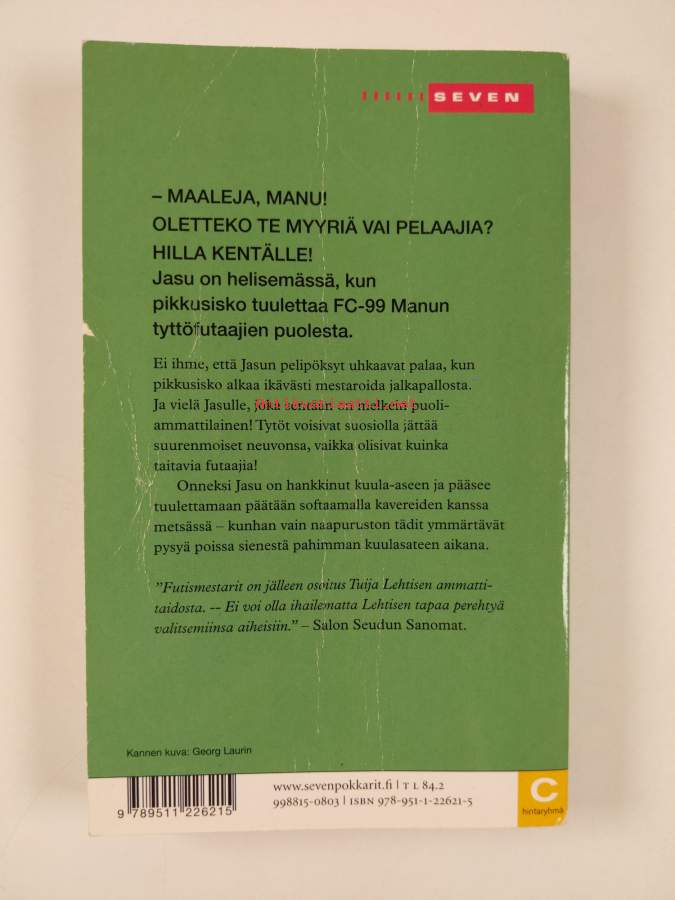 SEVEN
– MAALEJA, MANU!
OLETTEKO TE MYYRIÄ VAI PELAAJIA?
HILLA KENTÄLLE!
Jasu on helisemässä, kun
pikkusisko tuulettaa FC-99 Manun
tyttöfutaajien puolesta.
Ei ihme, että Jasun pelipöksyt uhkaavat palaa, kun
pikkusisko alkaa ikävästi mestaroida jalkapallosta.
Ja vielä Jasulle, joka sentään on melkein puoli-
ammattilainen! Tytöt voisivat suosiolla jättää
suurenmoiset neuvonsa, vaikka olisivat kuinka
taitavia futaajia!
Onneksi Jasu on hankkinut kuula-aseen ja pääsee
tuulettamaan päätään softaamalla kavereiden kanssa
metsässä – kunhan vain naapuruston tädit ymmärtävät
pysyä poissa sienestä pahimman kuulasateen aikana.
”Futismestarit on jälleen osoitus Tuija Lehtisen ammatti-
taidosta. -- Ei voi olla ihailematta Lehtisen tapaa perehtyä
valitsemiinsa aiheisiin.” – Salon Seudun Sanomat.
Kannen kuva: Georg Laurin
www.sevenpokkarit.fi | T L 84.2
998815-0803 | ISBN 978-951-1-22621-5
9 789511 226215
C
hintaryhmä